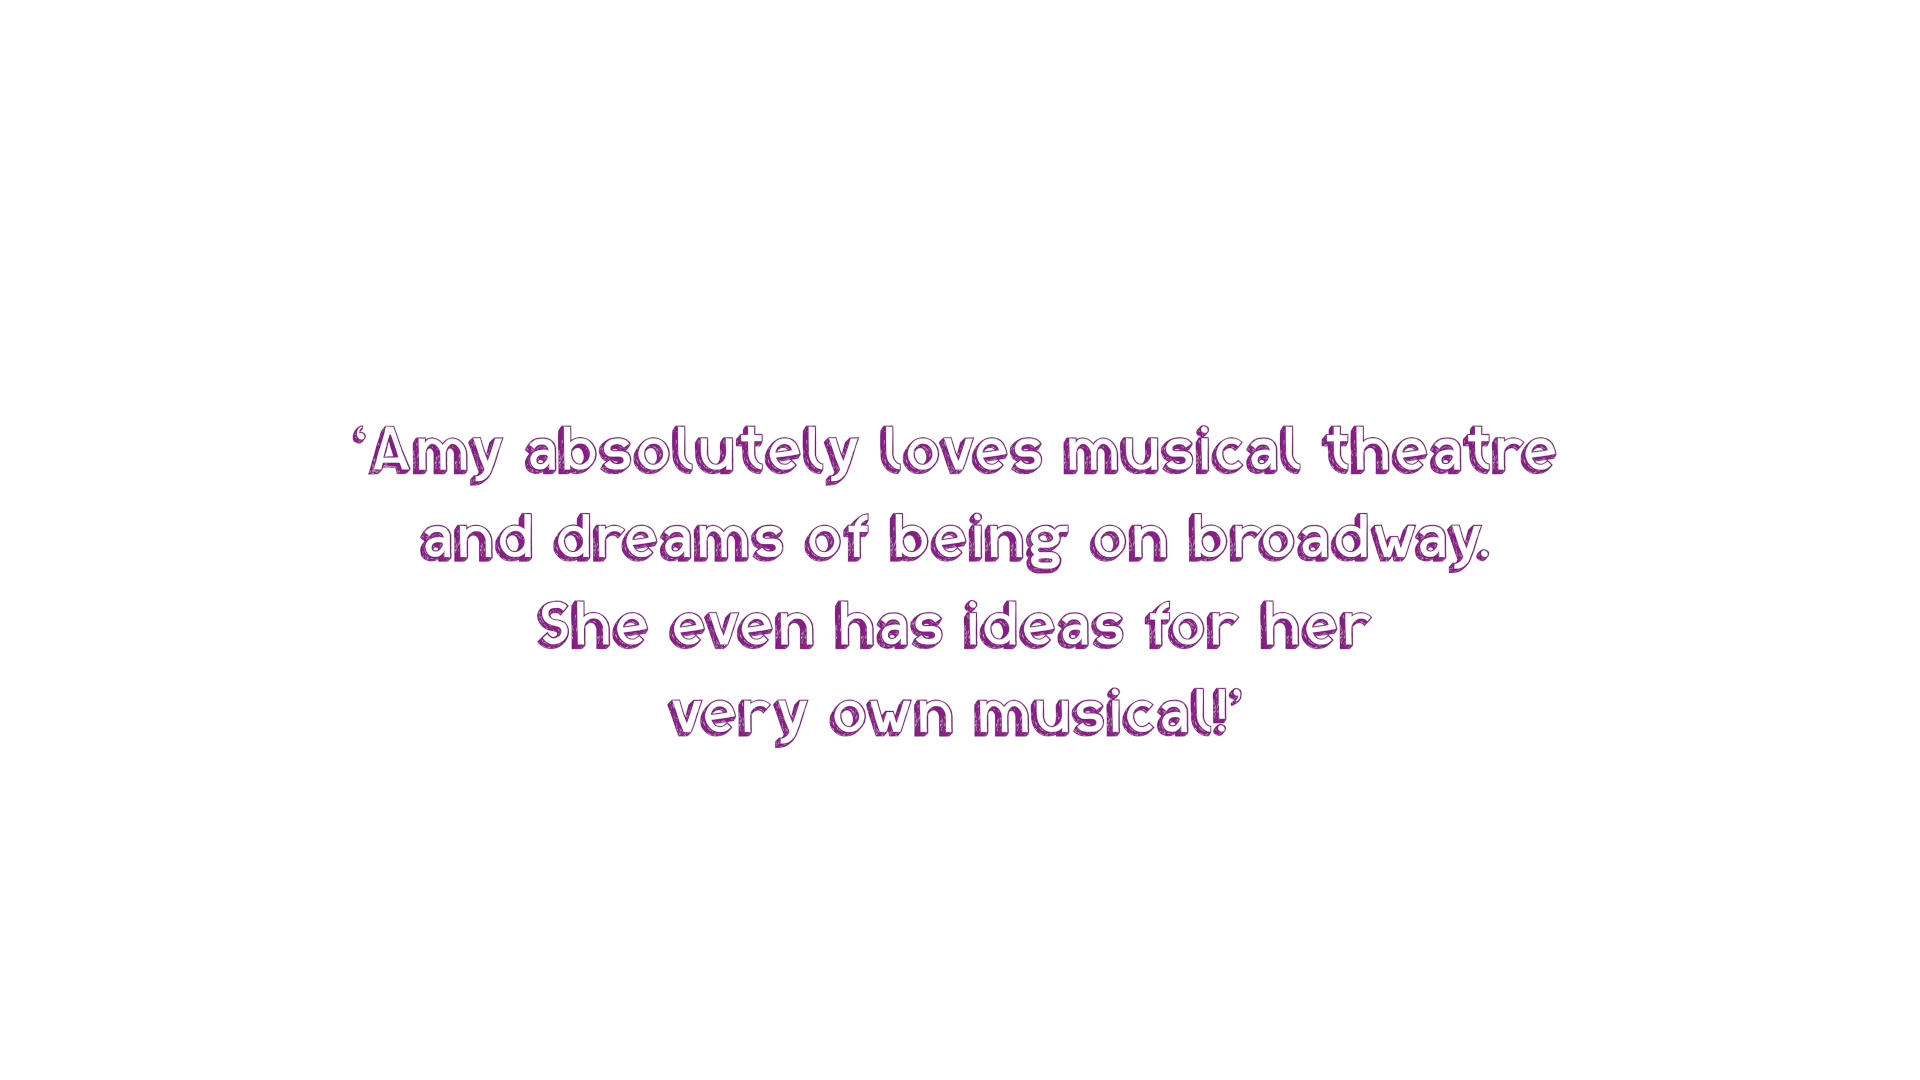 ‘Amy absolutely loves musical theatre
and dreams of being on broadway.
She even has ideas for her
very own musical!’